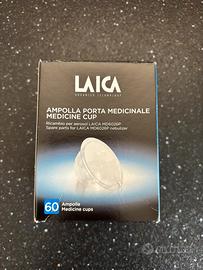 LAICA
ADVANCED TECHNOLOGY
AMPOLLA PORTA MEDICINALE
MEDICINE CUP
Ricambio per aerosol LAICA MD6026P
Spare parts for LAICA MD6026P nebulizer
60 Ampolle
Medicine cups